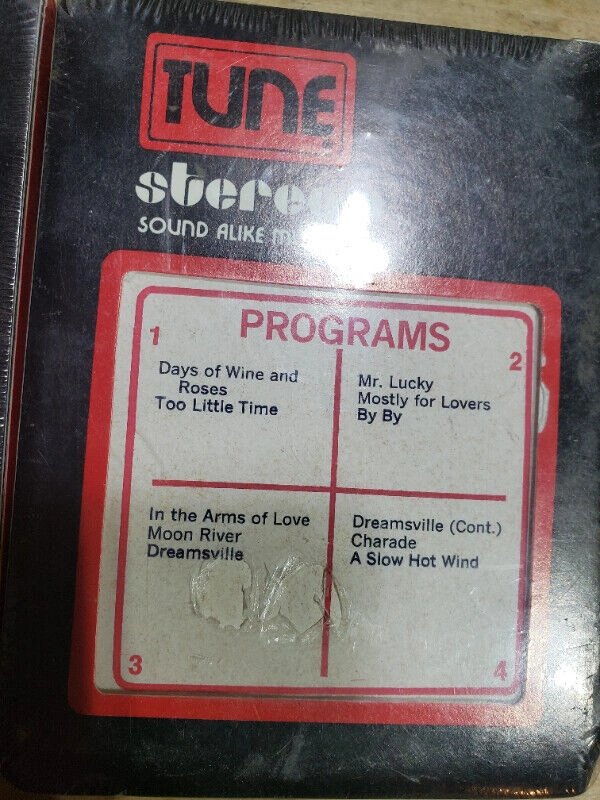 TUNE
stereo
SOUND ALIKE
PROGRAMS
1
Days of Wine and
Roses
Too Little Time
2
Mr. Lucky
Mostly for Lovers
By By
In the Arms of Love
Moon River
Dreamsville
3
Dreamsville (Cont.)
Charade
A Slow Hot Wind
4